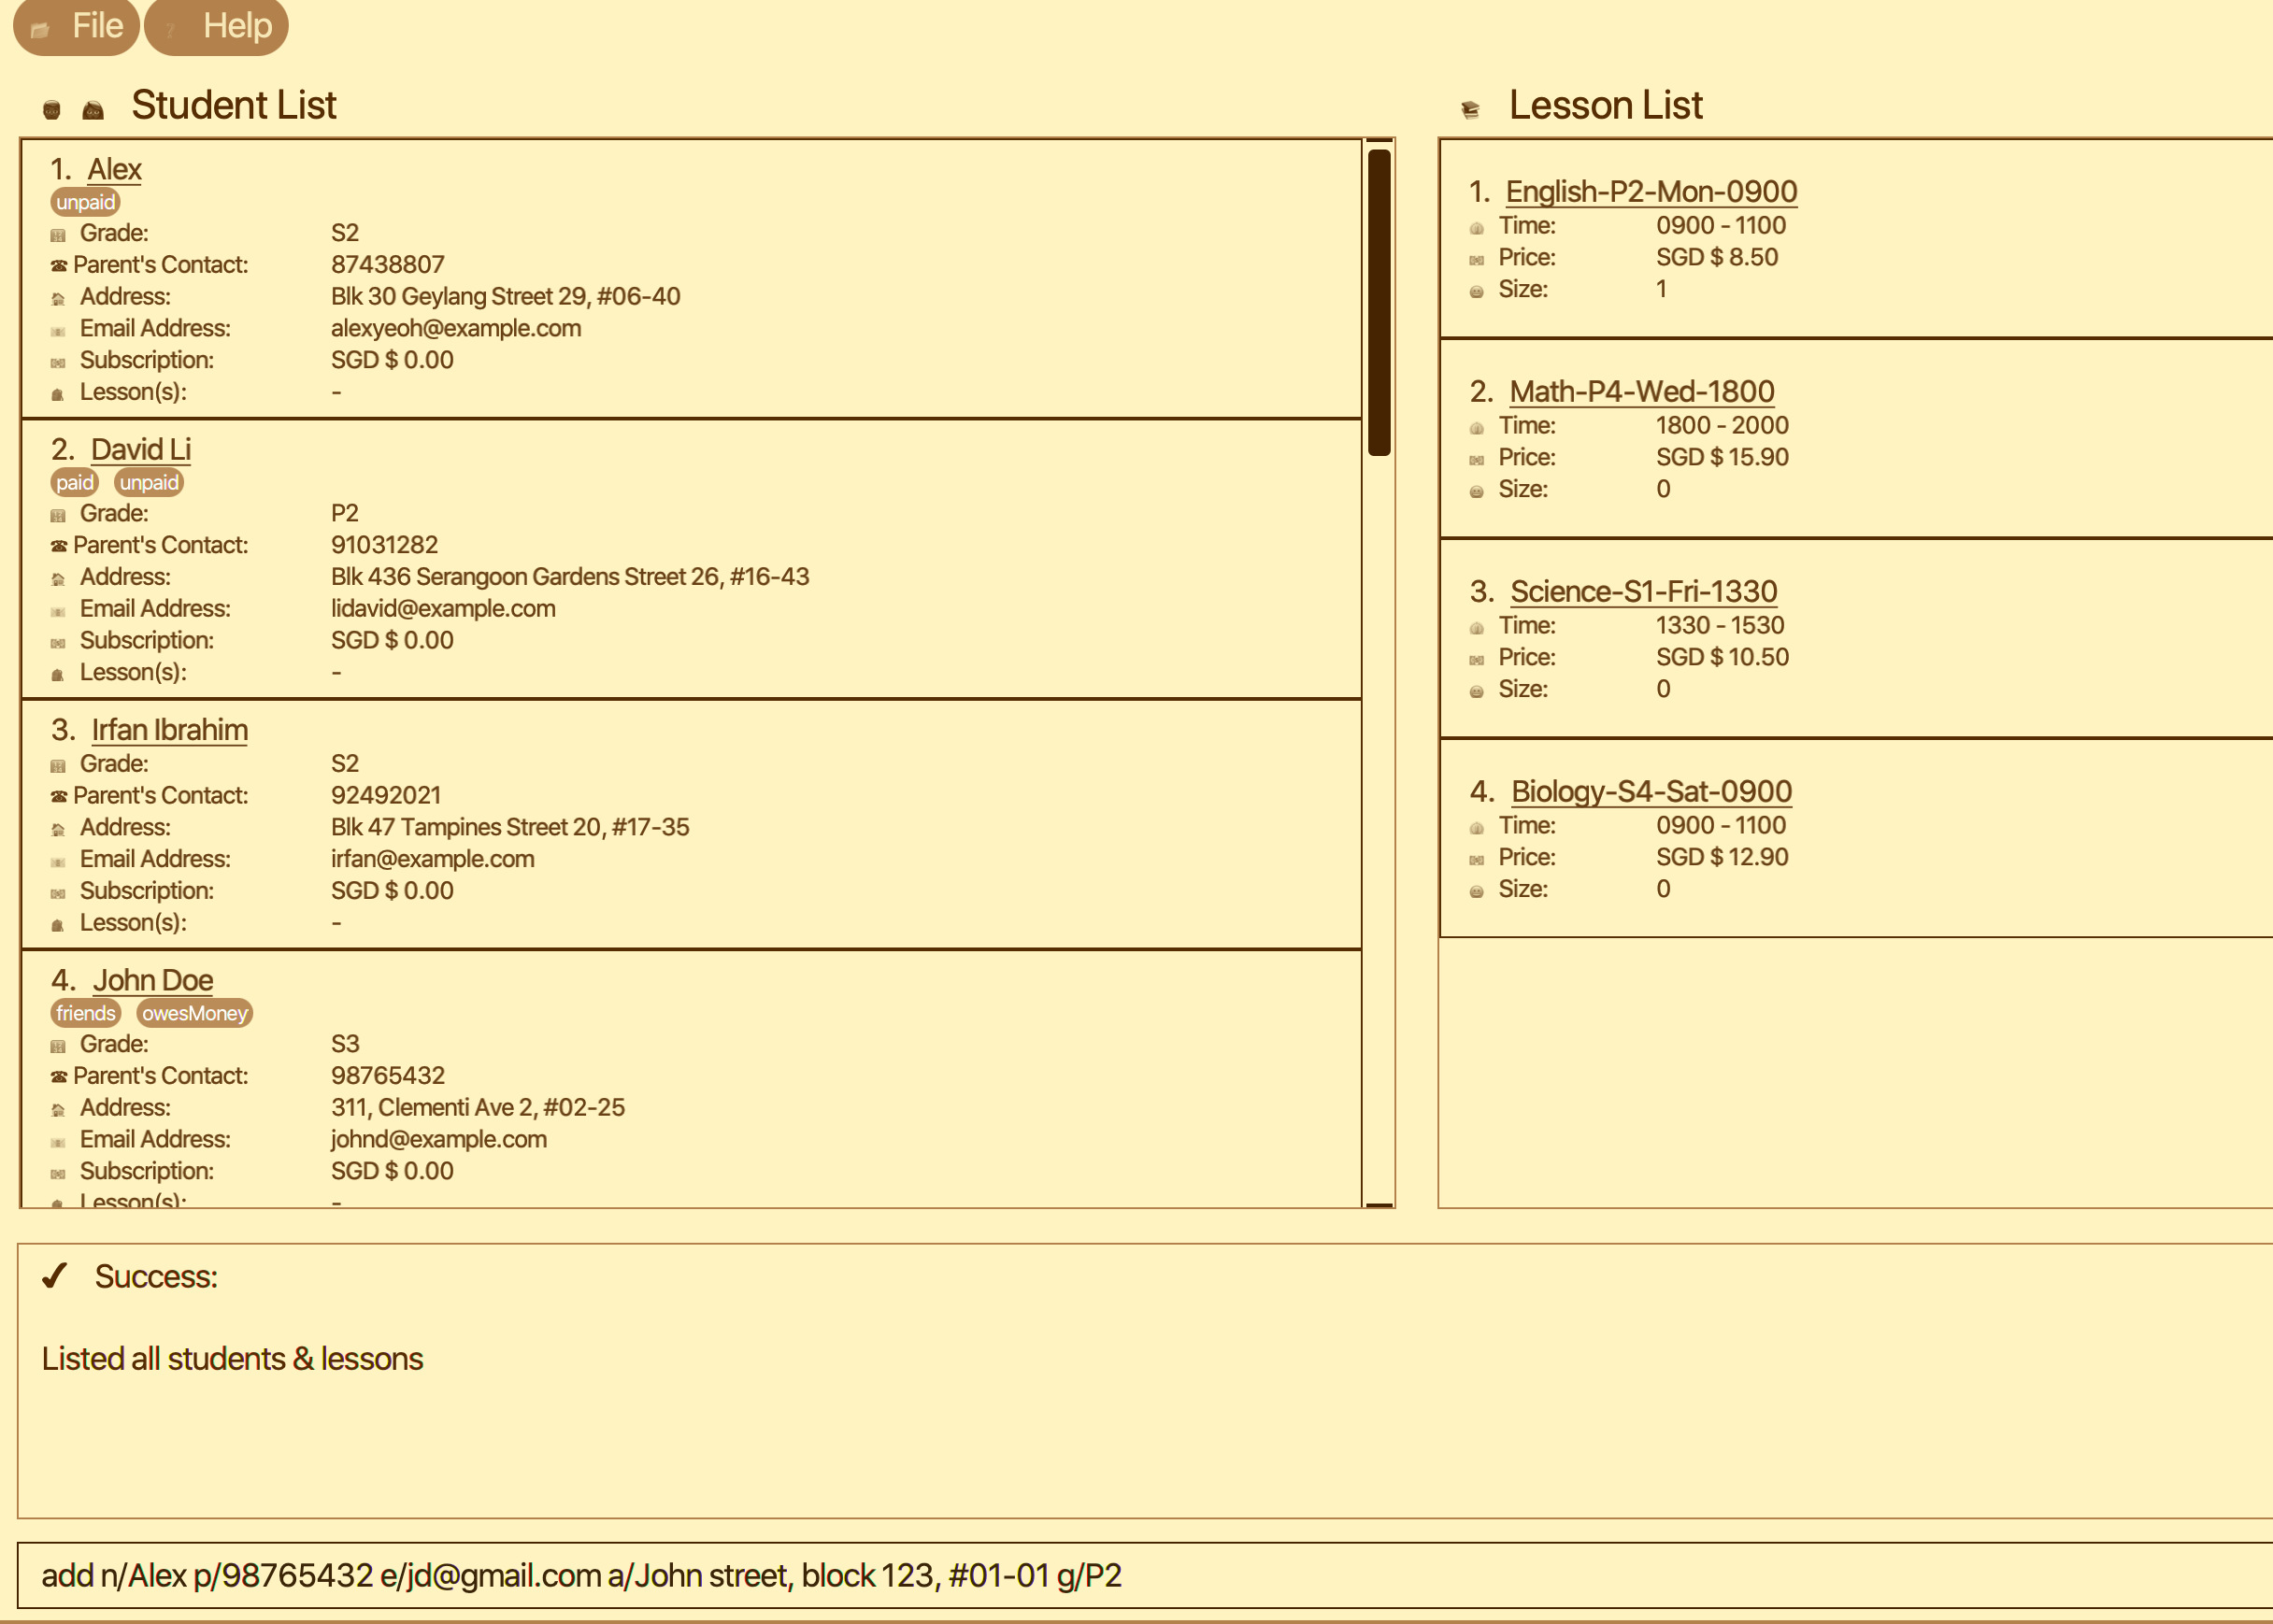 File Help
Student List
1. Alex
unpaid
Grade: S2
Parent's Contact: 87438807
Address: Blk 30 Geylang Street 29, #06-40
Email Address: alexyeoh@example.com
Subscription: SGD $ 0.00
Lesson(s): -
2. David Li
paid unpaid
Grade: P2
Parent's Contact: 91031282
Address: Blk 436 Serangoon Gardens Street 26, #16-43
Email Address: lidavid@example.com
Subscription: SGD $ 0.00
Lesson(s): -
3. Irfan Ibrahim
Grade: S2
Parent's Contact: 92492021
Address: Blk 47 Tampines Street 20, #17-35
Email Address: irfan@example.com
Subscription: SGD $ 0.00
Lesson(s): -
4. John Doe
friends owesMoney
Grade: S3
Parent's Contact: 98765432
Address: 311, Clementi Ave 2, #02-25
Email Address: johnd@example.com
Subscription: SGD $ 0.00
Lesson(s): -
Lesson List
1. English-P2-Mon-0900
Time: 0900 - 1100
Price: SGD $ 8.50
Size: 1
2. Math-P4-Wed-1800
Time: 1800 - 2000
Price: SGD $ 15.90
Size: 0
3. Science-S1-Fri-1330
Time: 1330 - 1530
Price: SGD $ 10.50
Size: 0
4. Biology-S4-Sat-0900
Time: 0900 - 1100
Price: SGD $ 12.90
Size: 0
✔ Success:
Listed all students & lessons
add n/Alex p/98765432 e/jd@gmail.com a/John street, block 123, #01-01 g/P2